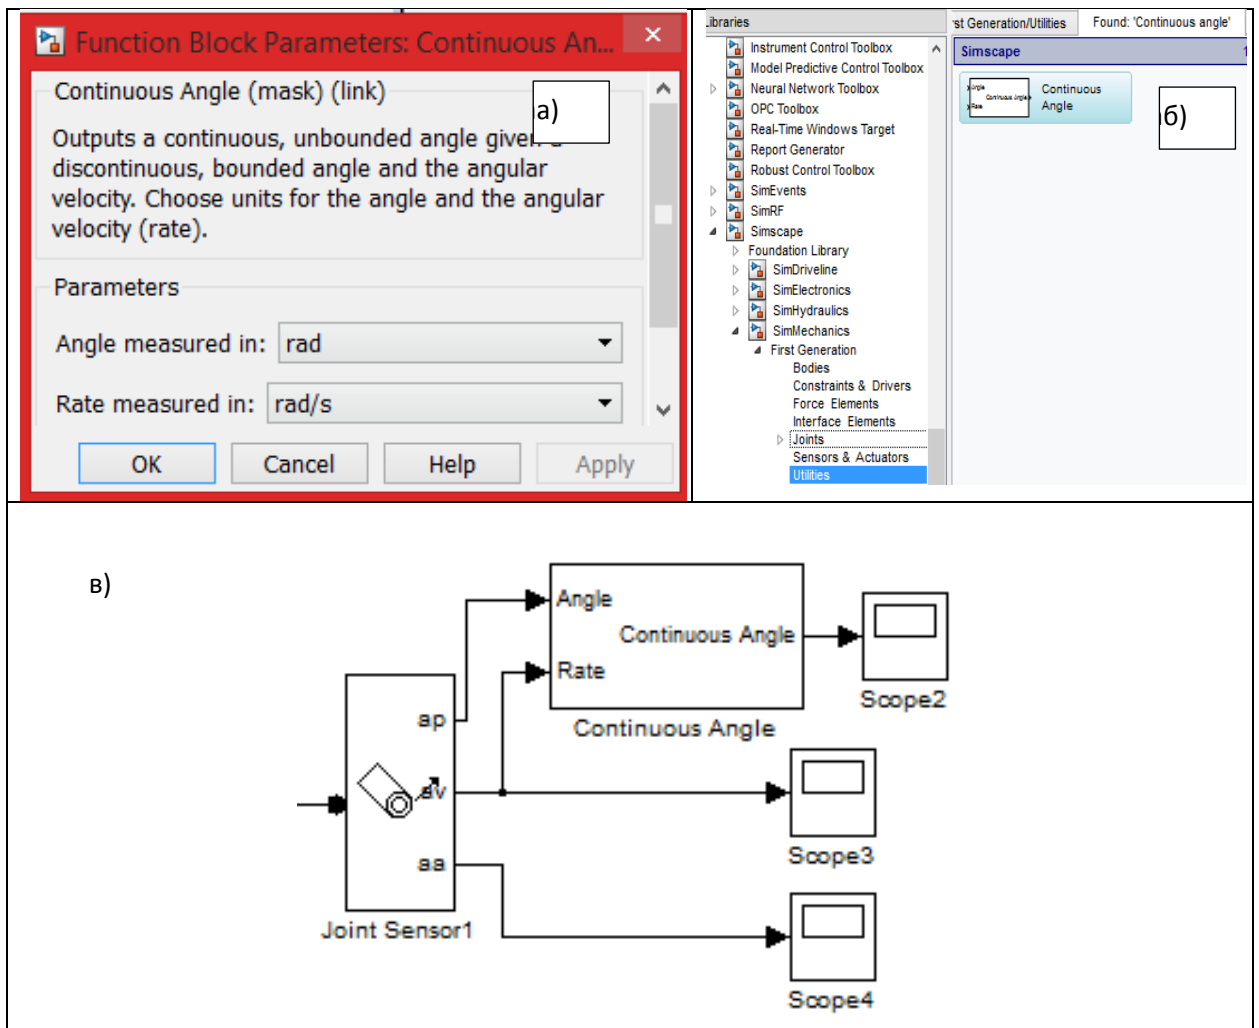 Function Block Parameters: Continuous An...
а)
Continuous Angle (mask) (link)
Outputs a continuous, unbounded angle given a
discontinuous, bounded angle and the angular
velocity. Choose units for the angle and the angular
velocity (rate).
Parameters
Angle measured in: rad
Rate measured in: rad/s
OK Cancel Help Apply
Libraries
Instrument Control Toolbox
Model Predictive Control Toolbox
Neural Network Toolbox
OPC Toolbox
Real-Time Windows Target
Report Generator
Robust Control Toolbox
SimEvents
SimRF
Simscape
Foundation Library
SimDriveline
SimElectronics
SimHydraulics
SimMechanics
First Generation
Bodies
Constraints & Drivers
Force Elements
Interface Elements
Joints
Sensors & Actuators
Utilities
rst Generation/Utilities Found: 'Continuous angle'
Simscape 1
Angle
Continuous Angle
Rate
Continuous
Angle
б)
в)
Angle
Continuous Angle
Rate
Continuous Angle
Scope2
ap
av
aa
Joint Sensor1
Scope3
Scope4